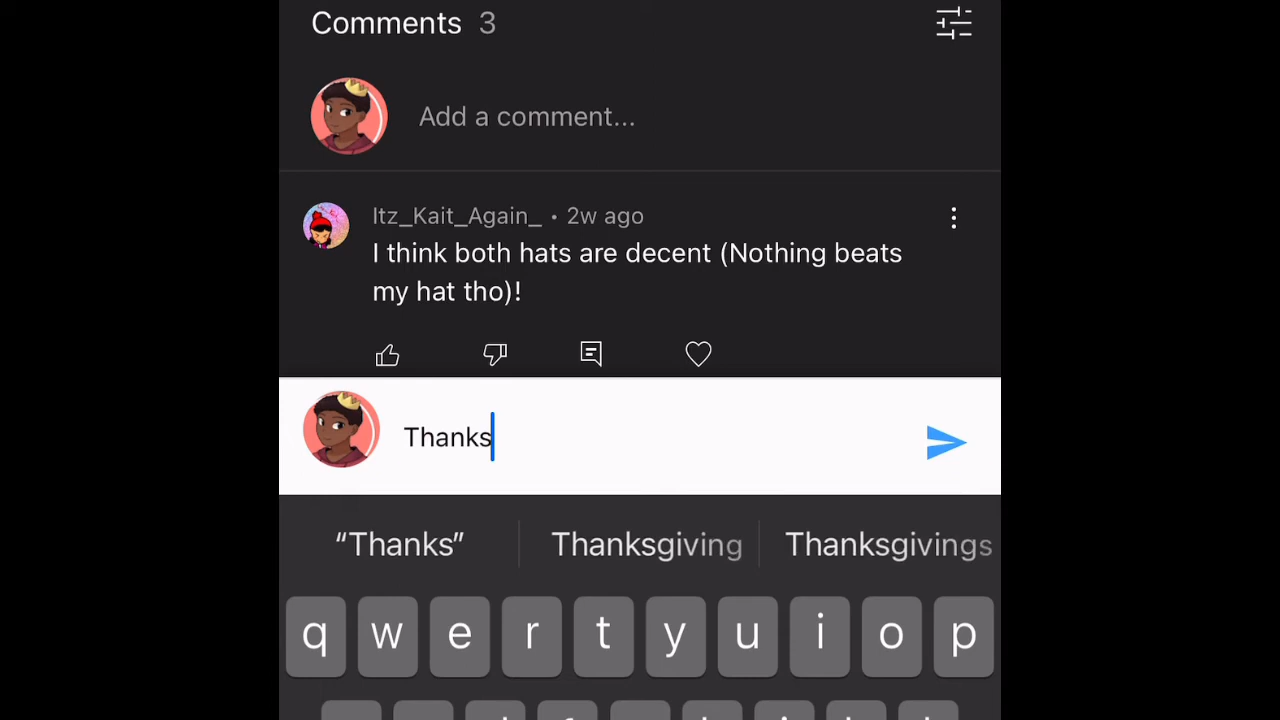 Comments 3
Add a comment...
Itz_Kait_Again_ • 2w ago
I think both hats are decent (Nothing beats
my hat tho)!
Thanks
“Thanks” Thanksgiving Thanksgivings
q w e r t y u i o p